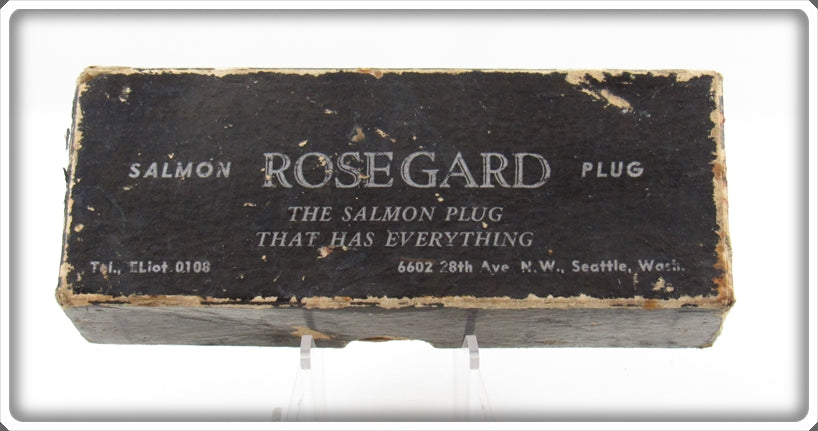 SALMON ROSEGARD PLUG
THE SALMON PLUG
THAT HAS EVERYTHING
Tel., ELiot 0108 6602 28th Ave N.W., Seattle, Wash.